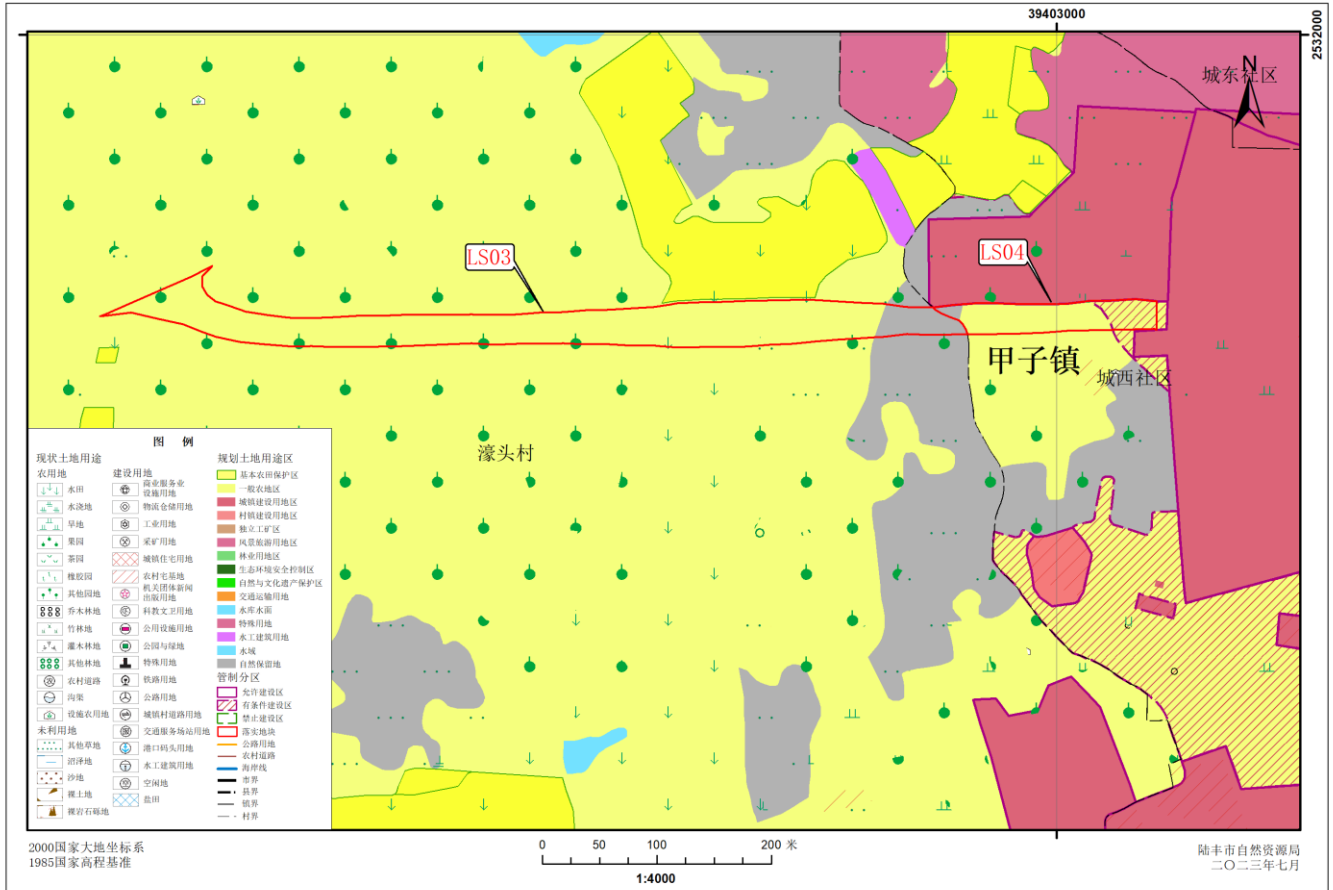 39403000
2532000
N
城东社区
LS03
LS04
甲子镇
城西社区
濠头村
图 例
现状土地用途
农用地
水田
水浇地
旱地
果园
茶园
橡胶园
其他园地
乔木林地
竹林地
灌木林地
其他林地
农村道路
沟渠
设施农用地
未利用地
其他草地
沼泽地
沙地
裸土地
裸岩石砾地
建设用地
商业服务业
设施用地
物流仓储用地
工业用地
采矿用地
城镇住宅用地
农村宅基地
机关团体新闻
出版用地
科教文卫用地
公用设施用地
公园与绿地
特殊用地
铁路用地
公路用地
城镇村道路用地
交通服务场站用地
港口码头用地
水工建筑用地
空闲地
盐田
规划土地用途区
基本农田保护区
一般农地区
城镇建设用地区
村镇建设用地区
独立工矿区
风景旅游用地区
林业用地区
生态环境安全控制区
自然与文化遗产保护区
交通运输用地
水库水面
特殊用地
水工建筑用地
水域
自然保留地
管制分区
允许建设区
有条件建设区
禁止建设区
落实地块
公路用地
农村道路
海岸线
市界
县界
镇界
村界
2000国家大地坐标系
1985国家高程基准
0 50 100 200 米
1:4000
陆丰市自然资源局
二〇二三年七月